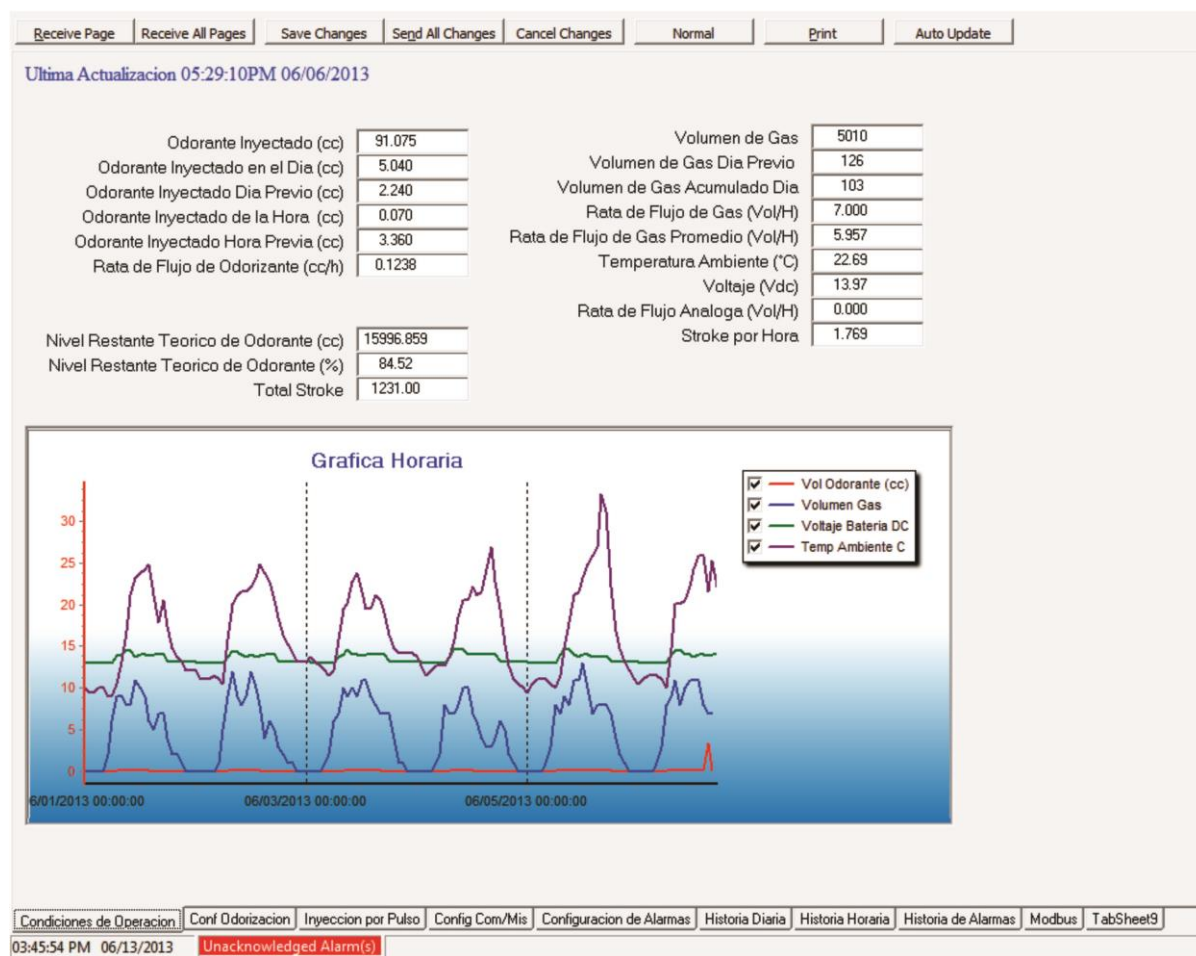 Receive Page Receive All Pages Save Changes Send All Changes Cancel Changes Normal Print Auto Update
Ultima Actualizacion 05:29:10PM 06/06/2013
Odorante Inyectado (cc) 91.075
Odorante Inyectado en el Dia (cc) 5.040
Odorante Inyectado Dia Previo (cc) 2.240
Odorante Inyectado de la Hora (cc) 0.070
Odorante Inyectado Hora Previa (cc) 3.360
Rata de Flujo de Odorizante (cc/h) 0.1238
Nivel Restante Teorico de Odorante (cc) 15996.859
Nivel Restante Teorico de Odorante (%) 84.52
Total Stroke 1231.00
Volumen de Gas 5010
Volumen de Gas Dia Previo 126
Volumen de Gas Acumulado Dia 103
Rata de Flujo de Gas (Vol/H) 7.000
Rata de Flujo de Gas Promedio (Vol/H) 5.957
Temperatura Ambiente (°C) 22.69
Voltaje (Vdc) 13.97
Rata de Flujo Analoga (Vol/H) 0.000
Stroke por Hora 1.769
Grafica Horaria
30
25
20
15
10
5
0
6/01/2013 00:00:00 06/03/2013 00:00:00 06/05/2013 00:00:00
Vol Odorante (cc)
Volumen Gas
Voltaje Bateria DC
Temp Ambiente C
Condiciones de Operacion Conf Odorizacion Inyeccion por Pulso Config Com/Mis Configuracion de Alarmas Historia Diaria Historia Horaria Historia de Alarmas Modbus TabSheet9
03:45:54 PM 06/13/2013 Unacknowledged Alarm(s)